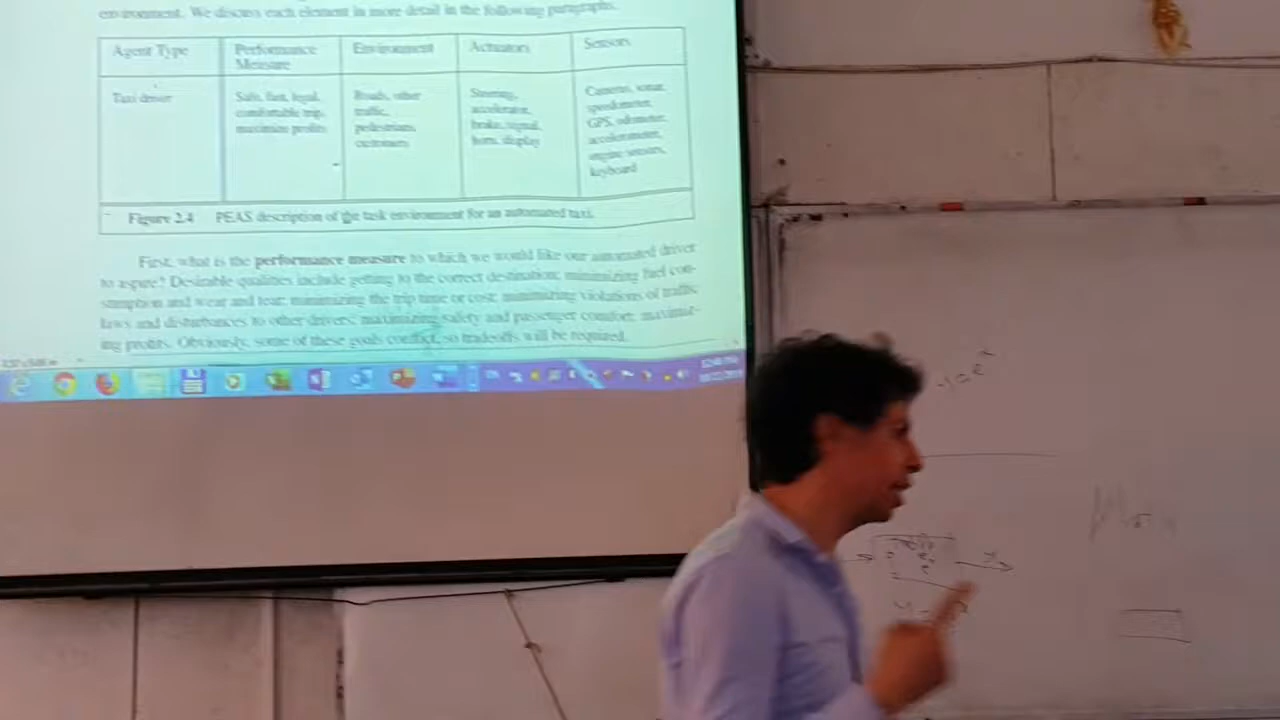 environment. We discuss each element in more detail in the following paragraphs.
Agent Type Performance Measure Environment Actuators Sensors
Taxi driver
Safe, fast, legal,
comfortable trip,
maximize profits
Roads, other
traffic,
pedestrians,
customers
Steering,
accelerator,
brake, signal,
horn, display
Cameras, sonar,
speedometer,
GPS, odometer,
accelerometer,
engine sensors,
keyboard
Figure 2.4 PEAS description of the task environment for an automated taxi.
First, what is the performance measure to which we would like our automated driver
to aspire? Desirable qualities include getting to the correct destination; minimizing fuel con-
sumption and wear and tear; minimizing the trip time or cost; minimizing violations of traffic
laws and disturbances to other drivers; maximizing safety and passenger comfort; maximiz-
ing profits. Obviously, some of these goals conflict, so tradeoffs will be required.